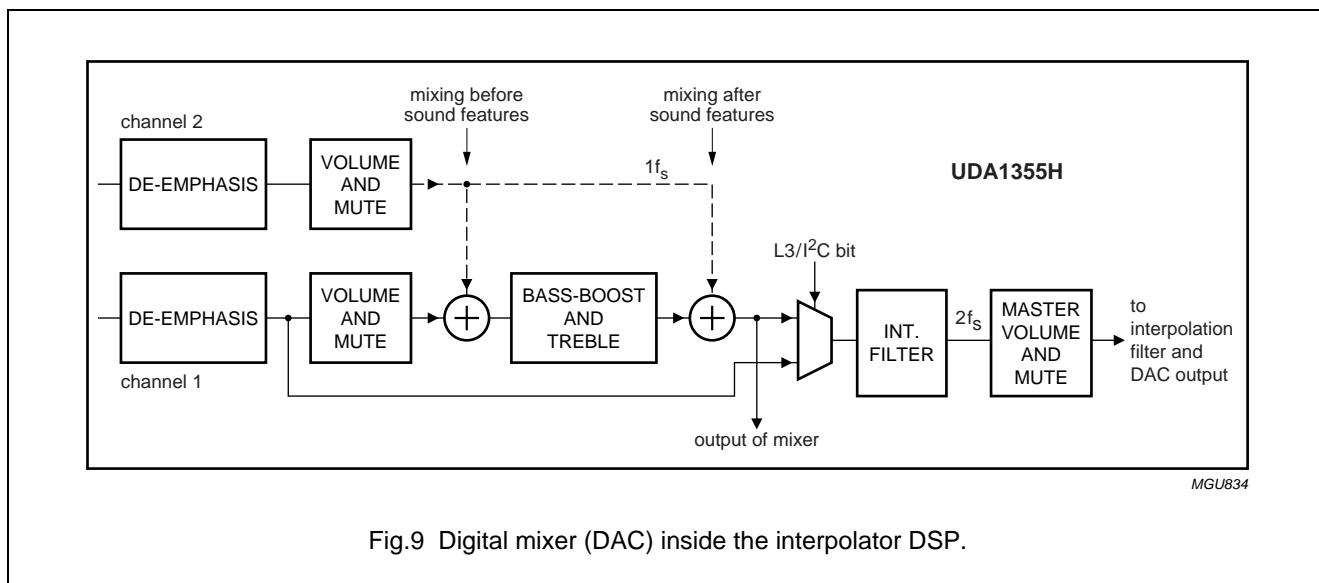 mixing before
sound features
mixing after
sound features
channel 2
DE-EMPHASIS
VOLUME
AND
MUTE
1fs
UDA1355H
L3/I2C bit
DE-EMPHASIS
VOLUME
AND
MUTE
+
BASS-BOOST
AND
TREBLE
+
INT.
FILTER
2fs
MASTER
VOLUME
AND
MUTE
to
interpolation
filter and
DAC output
channel 1
output of mixer
MGU834
Fig.9 Digital mixer (DAC) inside the interpolator DSP.